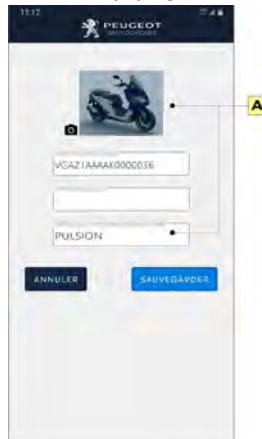 11:12
PEUGEOT
MOTOCYCLES
A
VGAZ1AAAAK0000036
PULSION
ANNULER
SAUVEGARDER